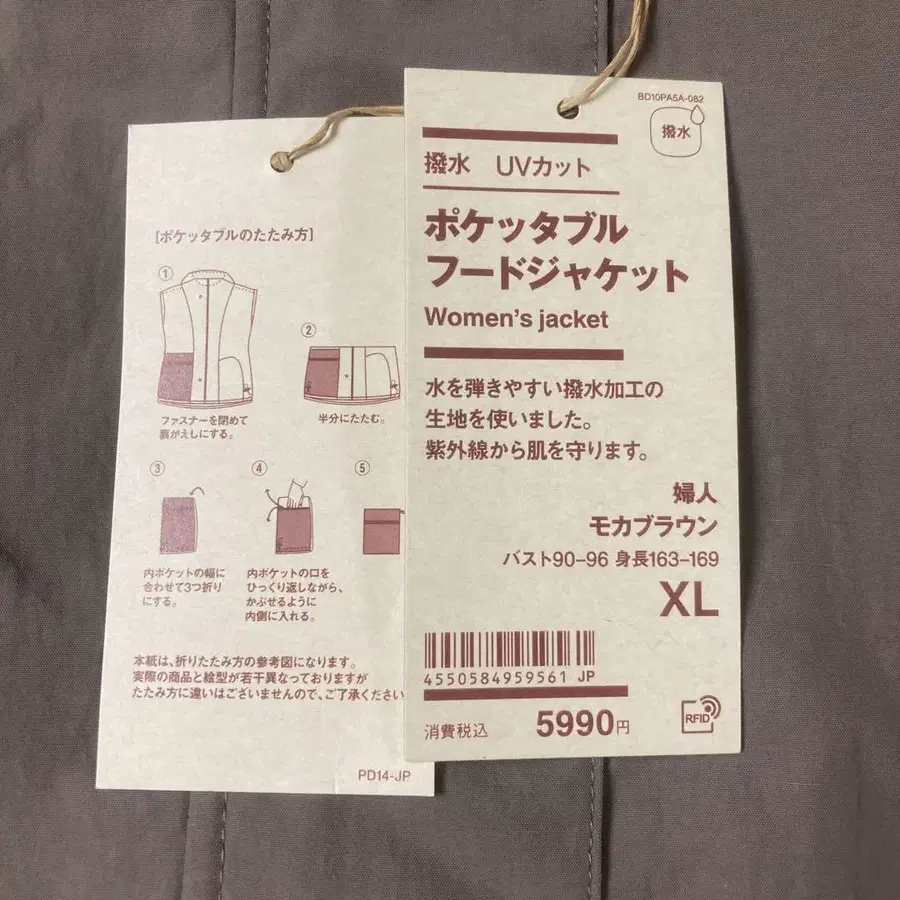 [ポケッタブルのたたみ方]
①
ファスナーを閉めて
裏がえしにする。
②
半分にたたむ。
③
内ポケットの幅に
合わせて3つ折り
にする。
④
内ポケットの口を
ひっくり返しながら、
かぶせるように
内側に入れる。
⑤
本紙は、折りたたみ方の参考図になります。
実際の商品と絵型が若干異なっておりますが
たたみ方に違いはございませんので、ご了承ください
PD14-JP
BD10PA5A-082
撥水
撥水 UVカット
ポケッタブル
フードジャケット
Women's jacket
水を弾きやすい撥水加工の
生地を使いました。
紫外線から肌を守ります。
婦人
モカブラウン
バスト90-96 身長163-169
XL
4550584959561 JP
消費税込 5990円
RFID